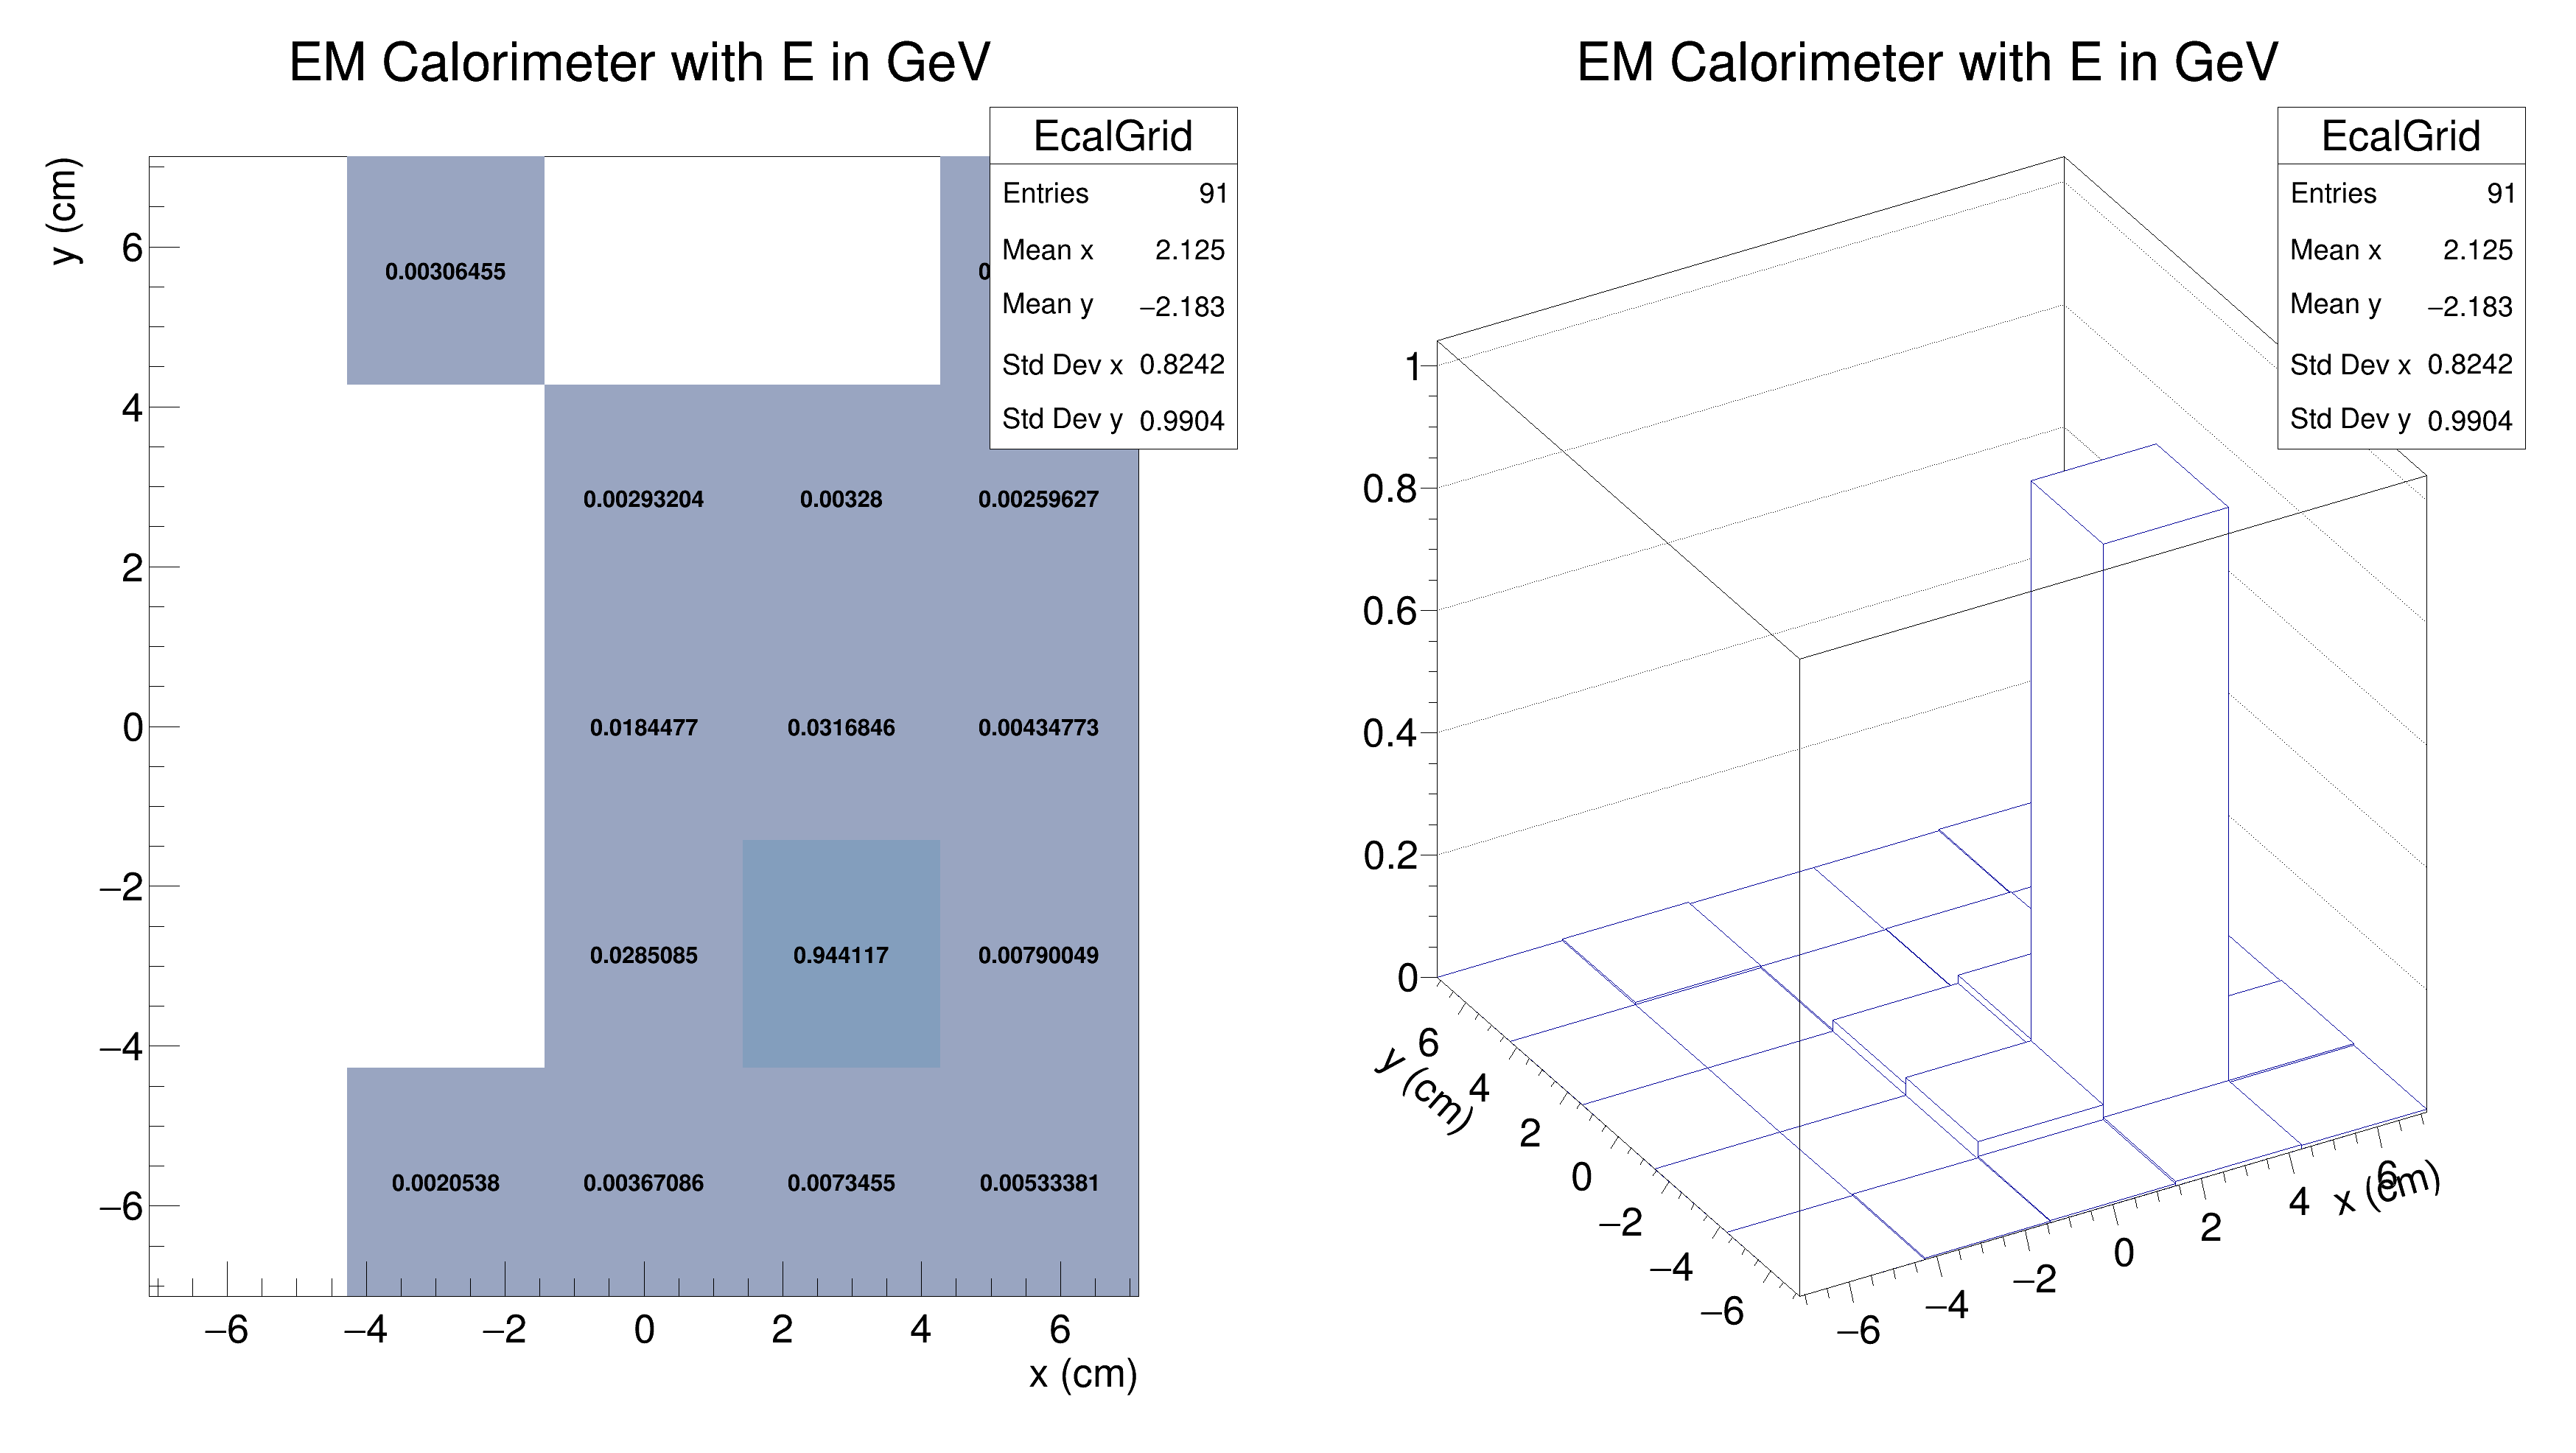 EM Calorimeter with E in GeV
EcalGrid
Entries 91
Mean x 2.125
Mean y −2.183
Std Dev x 0.8242
Std Dev y 0.9904
y (cm)
6
4
2
0
−2
−4
−6
0.00306455
0.00293204 0.00328 0.00259627
0.0184477 0.0316846 0.00434773
0.0285085 0.944117 0.00790049
0.0020538 0.00367086 0.0073455 0.00533381
−6 −4 −2 0 2 4 6
x (cm)
EM Calorimeter with E in GeV
EcalGrid
Entries 91
Mean x 2.125
Mean y −2.183
Std Dev x 0.8242
Std Dev y 0.9904
1
0.8
0.6
0.4
0.2
0
y (cm)
6
4
2
0
−2
−4
−6
−6 −4 −2 0 2 4 6
x (cm)